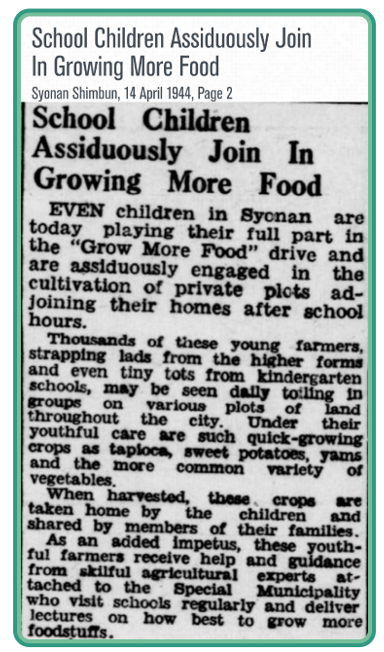 School Children Assiduously Join
In Growing More Food
Syonan Shimbun, 14 April 1944, Page 2
School Children
Assiduously Join In
Growing More Food
EVEN children in Syonan are
today playing their full part in
the "Grow More Food" drive and
are assiduously engaged in the
cultivation of private plots ad-
joining their homes after school
hours.
Thousands of these young farmers,
strapping lads from the higher forms
and even tiny tots from kindergarten
schools, may be seen daily toiling in
groups on various plots of land
throughout the city. Under their
youthful care are such quick-growing
crops as tapioca, sweet potatoes, yams
and the more common variety of
vegetables.
When harvested, these crops are
taken home by the children and
shared by members of their families.
As an added impetus, these youth-
ful farmers receive help and guidance
from skilful agricultural experts at-
tached to the Special Municipality
who visit schools regularly and deliver
lectures on how best to grow more
foodstuffs.